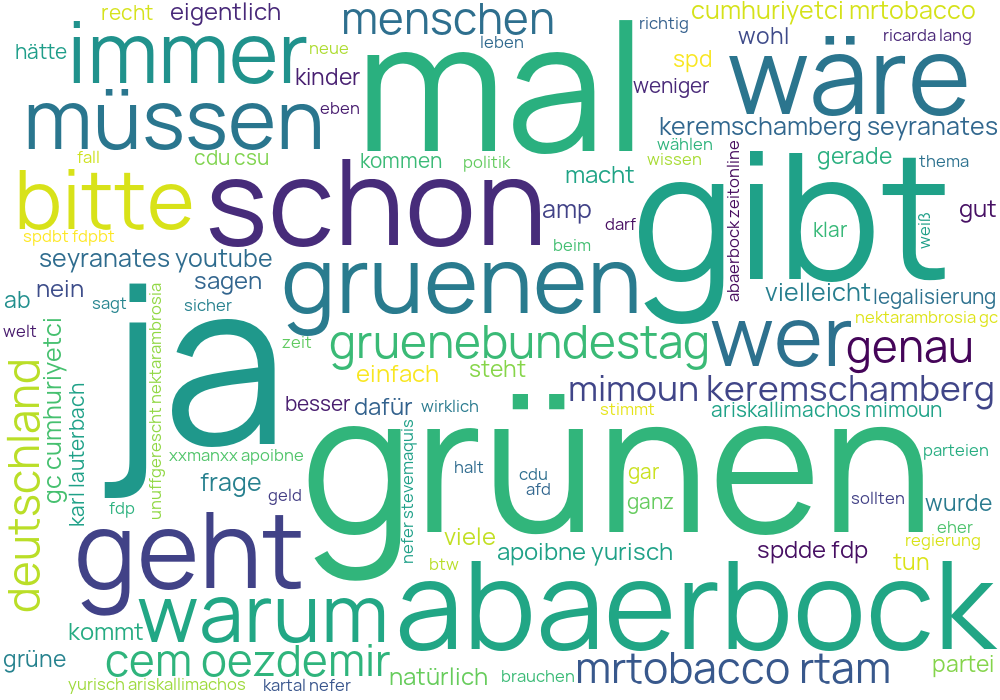 recht
eigentlich
menschen
richtig
cumhuriyetci mrtobacco
hätte
immer
neue
mal
leben
spd
wohl
ricarda lang
wäre
kinder
weniger
müssen
eben
keremschamberg seyranates
fall
cdu csu
kommen
politik
wählen
wissen
gerade
thema
macht
bitte
schon
amp
darf
abaerbock zeitonline
gibt
klar
weiß
gut
spdbt fdpbt
beim
seyranates youtube
gruenen
ab
nein
sagen
vielleicht
legalisierung
sagt
sicher
welt
ja
zeit
nektarambrosia gc
deutschland
gc cumhuriyetci
unuffgerescht nektarambrosia
gruenebundestag
wer
genau
einfach
steht
mimoun keremschamberg
karl lauterbach
besser
dafür
wirklich
stimmt
ariskallimachos mimoun
grünen
xxmanxx apoibne
nefer stevemaquis
parteien
frage
halt
cdu
afd
gar
geld
ganz
sollten
wurde
fdp
geht
viele
eher
regierung
apoibne yurisch
spdde fdp
btw
tun
abaerbock
warum
kommt
grüne
cem oezdemir
mrtobacco rtam
partei
natürlich
brauchen
yurisch ariskallimachos
kartal nefer